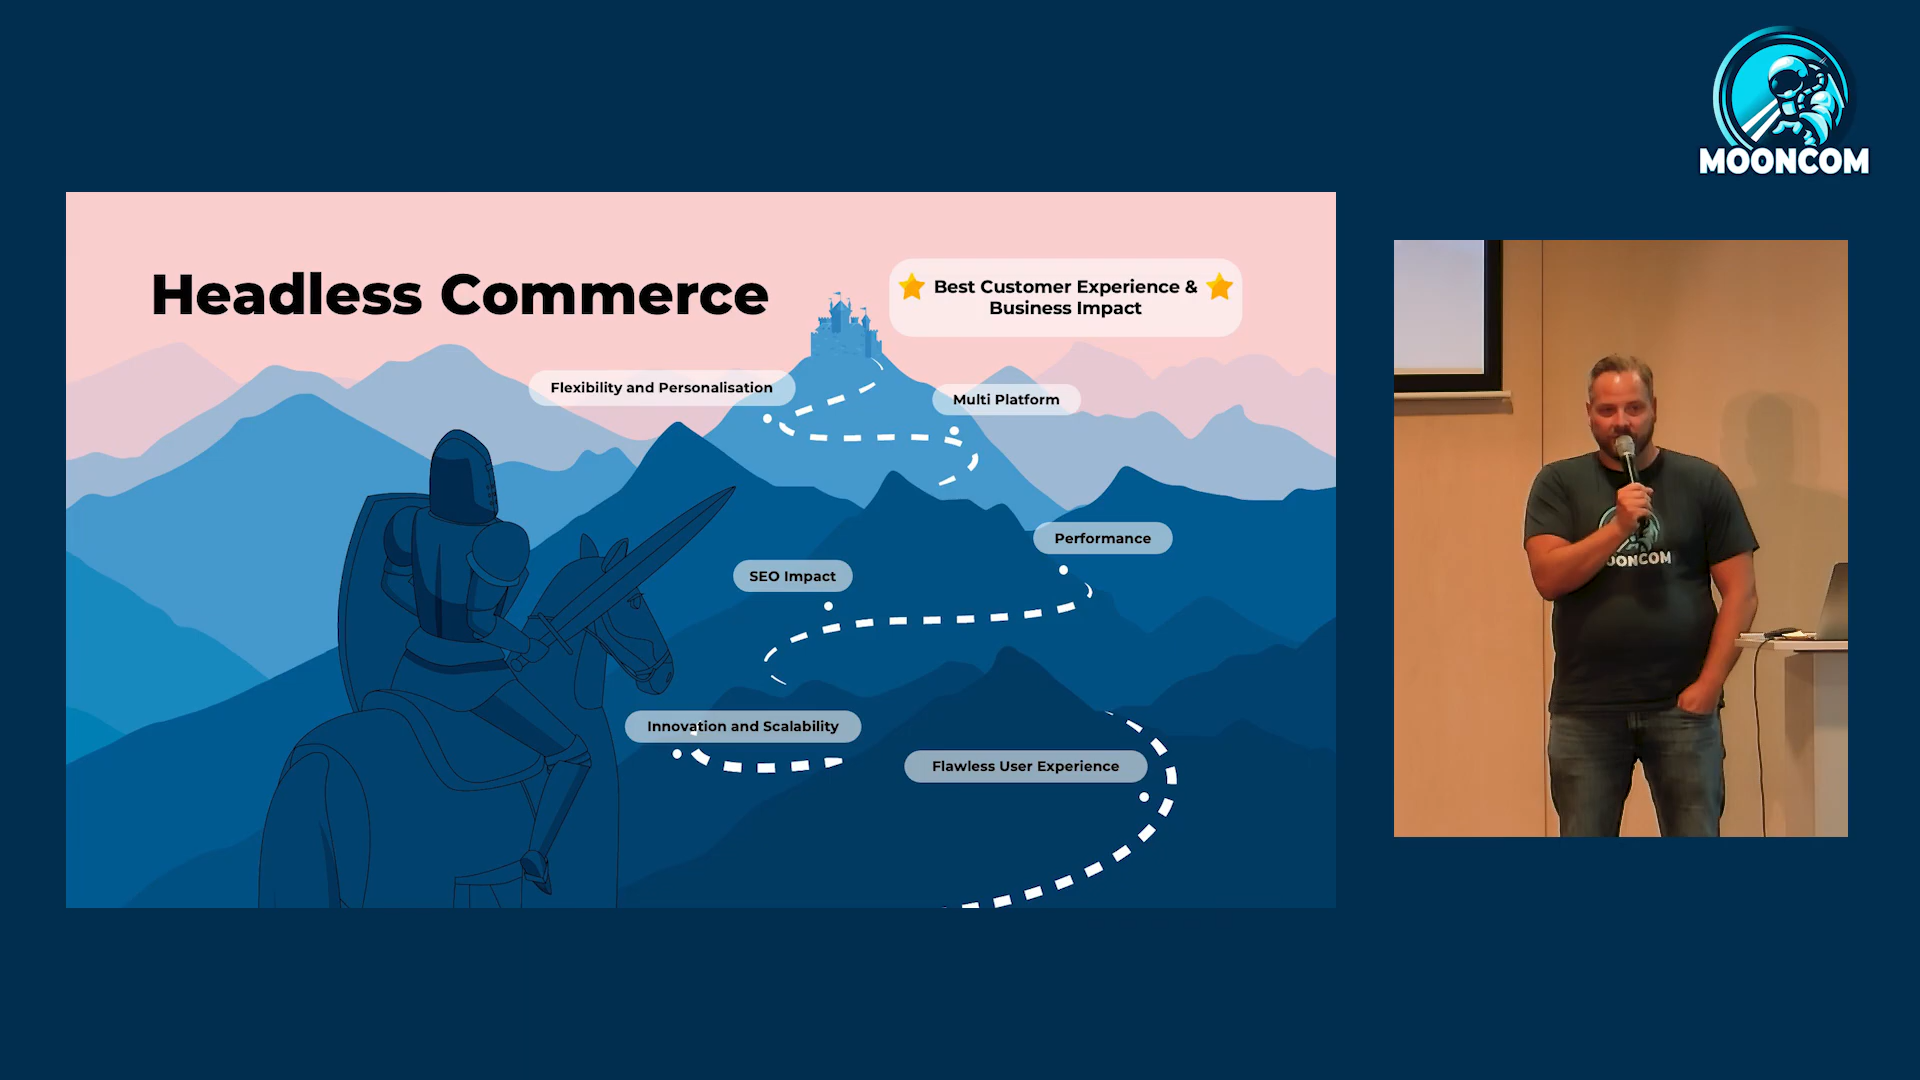 MOONCOM
Headless Commerce
Best Customer Experience &
Business Impact
Flexibility and Personalisation
Multi Platform
Performance
SEO Impact
Innovation and Scalability
Flawless User Experience
OONCOM